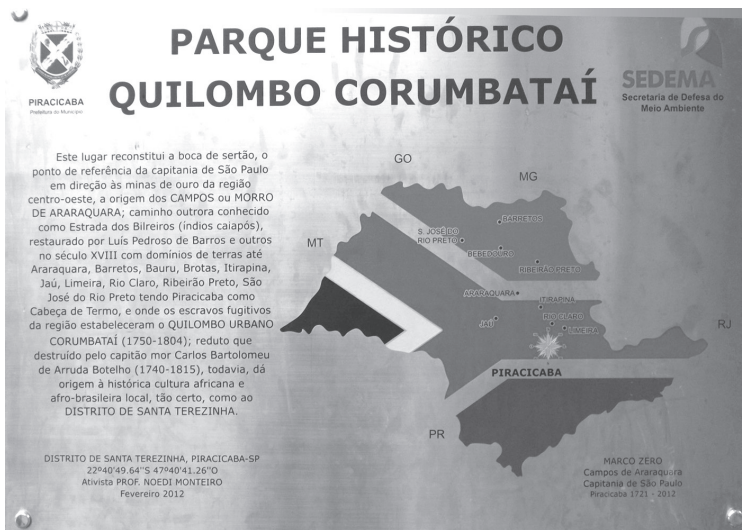 PARQUE HISTÓRICO
QUILOMBO CORUMBATAÍ
PIRACICABA
Prefeitura do Município
SEDEMA
Secretaria de Defesa do
Meio Ambiente
Este lugar reconstitui a boca de sertão, o
ponto de referência da capitania de São Paulo
em direção às minas de ouro da região
centro-oeste, a origem dos CAMPOS ou MORRO
DE ARARAQUARA; caminho outrora conhecido
como Estrada dos Bilreiros (índios caiapós),
restaurado por Luís Pedroso de Barros e outros
no século XVIII com domínios de terras até
Araraquara, Barretos, Bauru, Brotas, Itirapina,
Jaú, Limeira, Rio Claro, Ribeirão Preto, São
José do Rio Preto tendo Piracicaba como
Cabeça de Termo, e onde os escravos fugitivos
da região estabeleceram o QUILOMBO URBANO
CORUMBATAÍ (1750-1804); reduto que
destruído pelo capitão mor Carlos Bartolomeu
de Arruda Botelho (1740-1815), todavia, dá
origem à histórica cultura africana e
afro-brasileira local, tão certo, como ao
DISTRITO DE SANTA TEREZINHA.
GO
MG
MT
BARRETOS
S. JOSÉ DO
RIO PRETO
BEBEDOURO
RIBEIRÃO PRETO
ARARAQUARA
ITIRAPINA
JAÚ
RIO CLARO
LIMEIRA
RJ
PIRACICABA
PR
DISTRITO DE SANTA TEREZINHA, PIRACICABA-SP
22º40'49.64''S 47º40'41.26''O
Ativista PROF. NOEDI MONTEIRO
Fevereiro 2012
MARCO ZERO
Campos de Araraquara
Capitania de São Paulo
Piracicaba 1721 - 2012